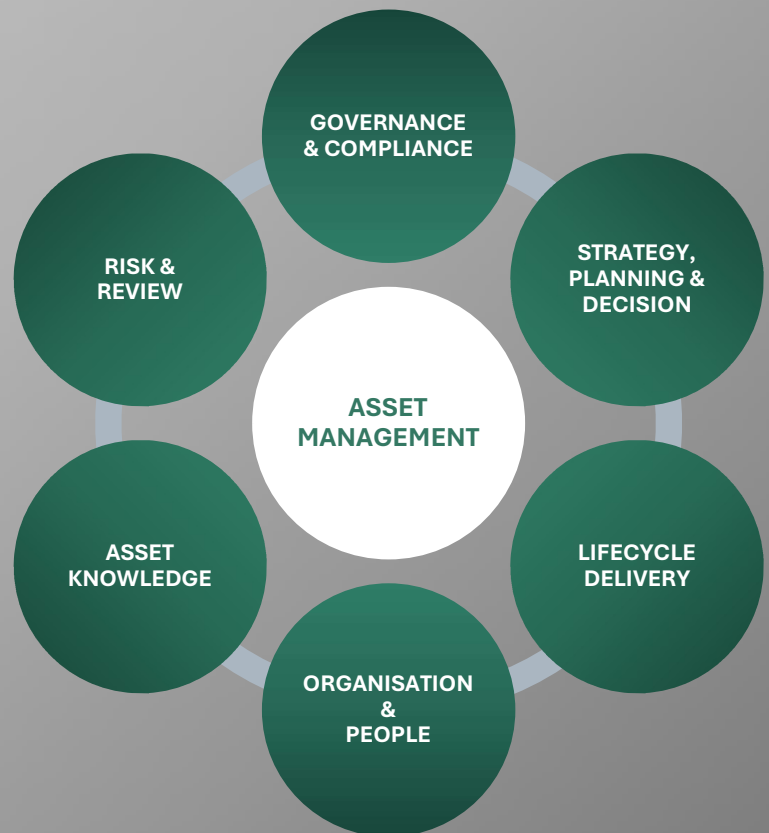 GOVERNANCE
& COMPLIANCE
STRATEGY,
PLANNING &
DECISION
LIFECYCLE
DELIVERY
ORGANISATION
&
PEOPLE
ASSET
KNOWLEDGE
RISK &
REVIEW
ASSET
MANAGEMENT